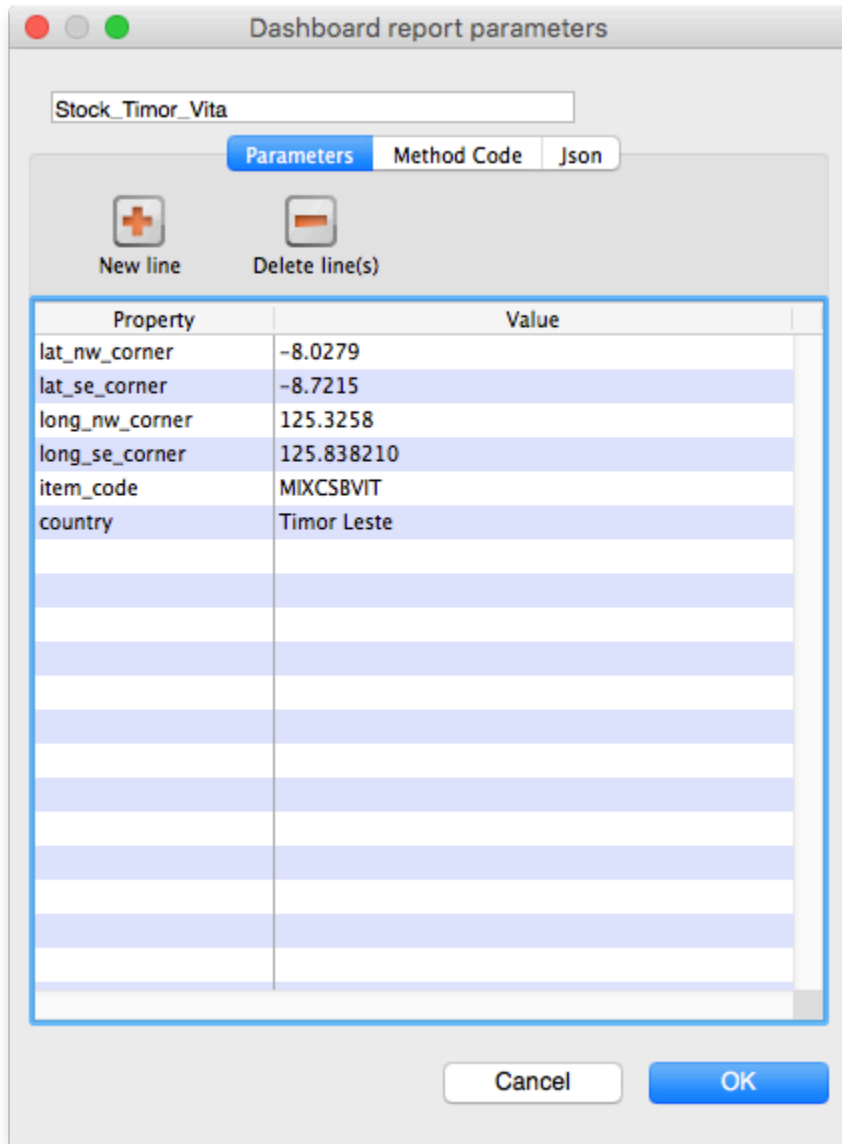 Dashboard report parameters
Stock_Timor_Vita
Parameters Method Code Json
New line Delete line(s)
Property Value
lat_nw_corner -8.0279
lat_se_corner -8.7215
long_nw_corner 125.3258
long_se_corner 125.838210
item_code MIXCSBVIT
country Timor Leste
Cancel OK